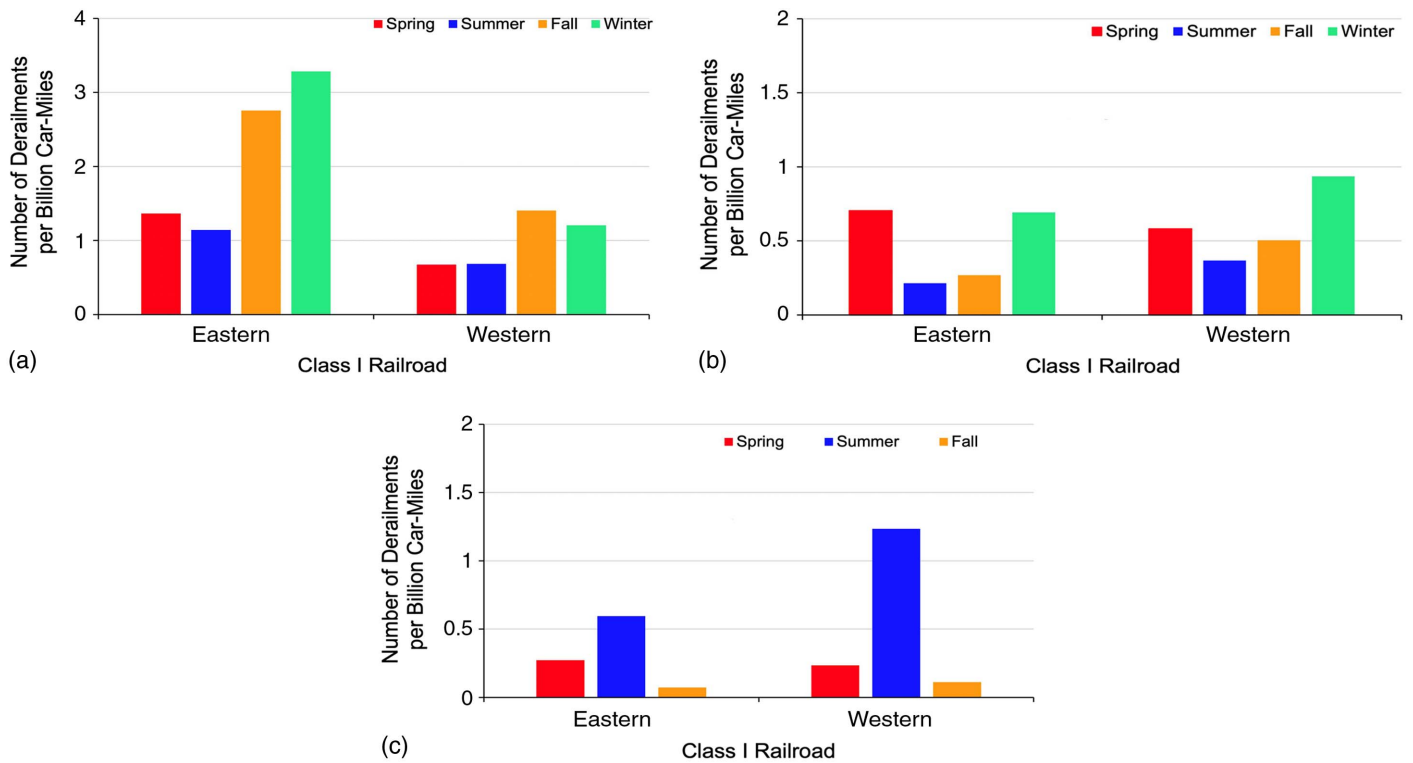 Number of Derailments
per Billion Car-Miles
4
3
2
1
0
Spring Summer Fall Winter
Eastern Western
Class I Railroad
(a)
Number of Derailments
per Billion Car-Miles
2
1.5
1
0.5
0
Spring Summer Fall Winter
Eastern Western
Class I Railroad
(b)
Number of Derailments
per Billion Car-Miles
2
1.5
1
0.5
0
Spring Summer Fall
Eastern Western
Class I Railroad
(c)